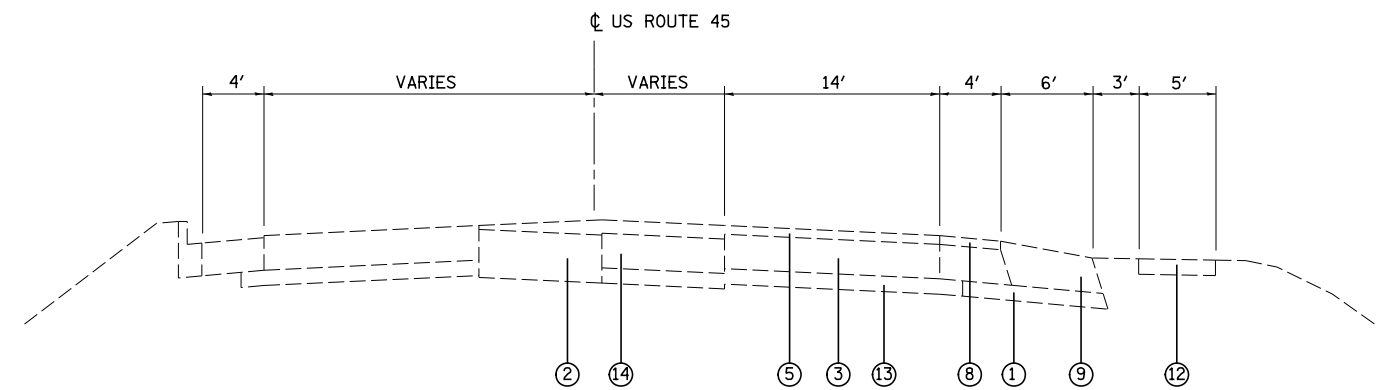 ℄ US ROUTE 45
4' VARIES VARIES 14' 4' 6' 3' 5'
2 14 5 3 13 8 1 9 12